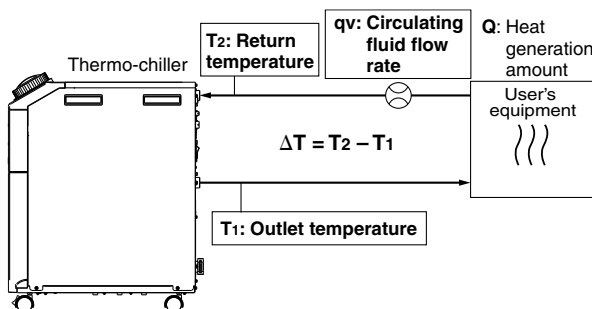 Thermo-chiller
T2: Return
temperature
qv: Circulating
fluid flow
rate
Q: Heat
generation
amount
User's
equipment
ΔT = T2 – T1
T1: Outlet temperature